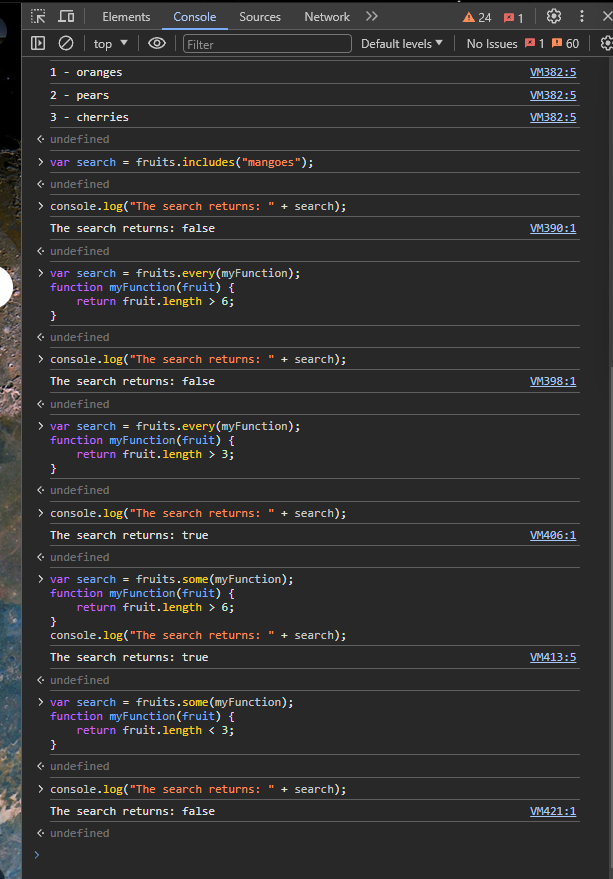 Elements Console Sources Network 24 1
top Filter Default levels No Issues 1 60
1 - oranges VM382:5
2 - pears VM382:5
3 - cherries VM382:5
undefined
var search = fruits.includes("mangoes");
undefined
console.log("The search returns: " + search);
The search returns: false VM390:1
undefined
var search = fruits.every(myFunction);
function myFunction(fruit) {
    return fruit.length > 6;
}
undefined
console.log("The search returns: " + search);
The search returns: false VM398:1
undefined
var search = fruits.every(myFunction);
function myFunction(fruit) {
    return fruit.length > 3;
}
undefined
console.log("The search returns: " + search);
The search returns: true VM406:1
undefined
var search = fruits.some(myFunction);
function myFunction(fruit) {
    return fruit.length > 6;
}
console.log("The search returns: " + search);
The search returns: true VM413:5
undefined
var search = fruits.some(myFunction);
function myFunction(fruit) {
    return fruit.length < 3;
}
undefined
console.log("The search returns: " + search);
The search returns: false VM421:1
undefined